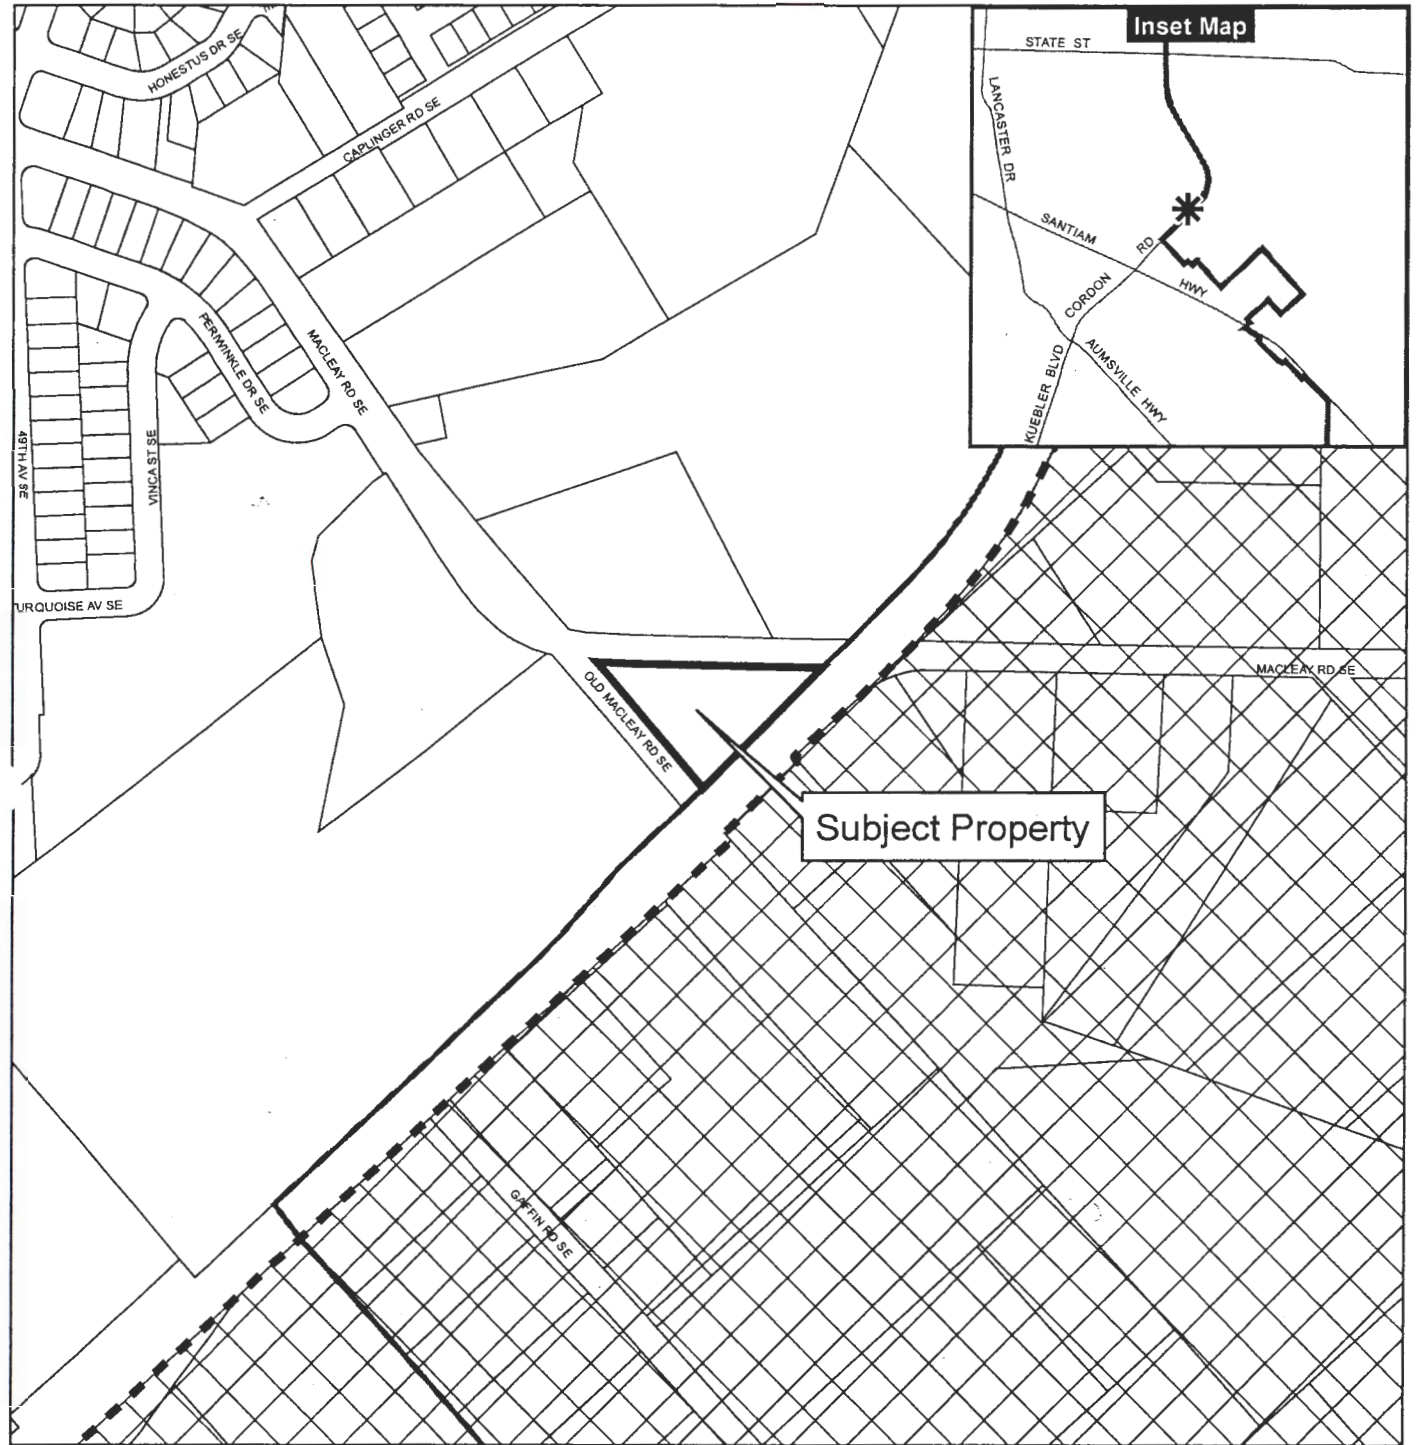 Inset Map
STATE ST
LANCASTER DR
SANTIAM
HWY
CORDON
RD
KUEBLER BLVD
AUMSVILLE HWY
HONESTUS DR SE
CAPLINGER RD SE
PERIWINKLE DR SE
MACLEAY RD SE
49TH AV SE
VINCA ST SE
URQUOISE AV SE
OLD MACLEAY RD SE
MACLEAY RD SE
Subject Property
GAFFIN RD SE